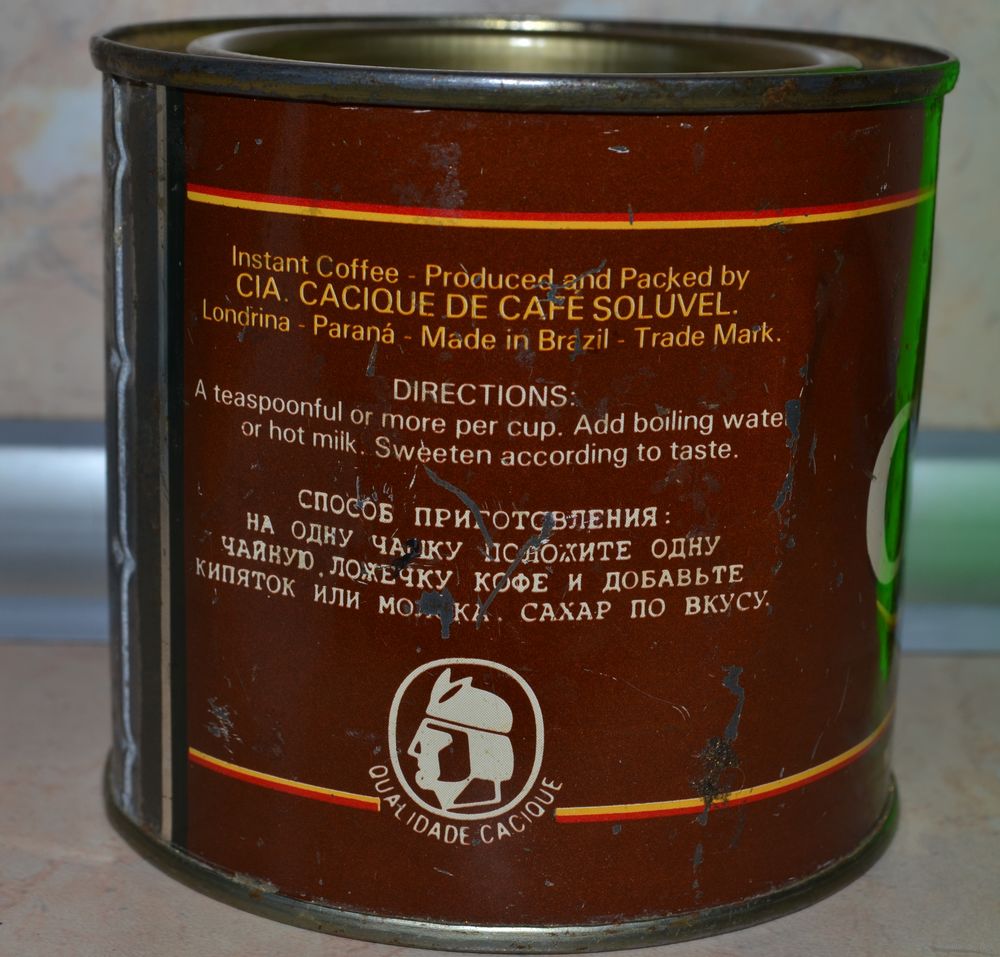 Instant Coffee - Produced and Packed by
CIA. CACIQUE DE CAFÉ SOLÚVEL.
Londrina - Paraná - Made in Brazil - Trade Mark.
DIRECTIONS:
A teaspoonful or more per cup. Add boiling water
or hot milk. Sweeten according to taste.
СПОСОБ ПРИГОТОВЛЕНИЯ:
НА ОДНУ ЧАШКУ ПОЛОЖИТЕ ОДНУ
ЧАЙНУЮ ЛОЖЕЧКУ КОФЕ И ДОБАВЬТЕ
КИПЯТОК ИЛИ МОЛОКА. САХАР ПО ВКУСУ.
QUALIDADE CACIQUE